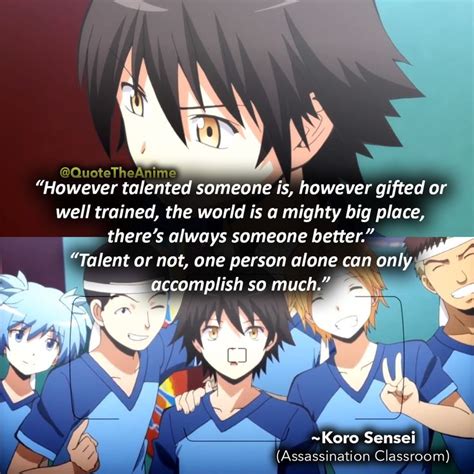 @QuoteTheAnime
“However talented someone is, however gifted or
well trained, the world is a mighty big place,
there’s always someone better.”
“Talent or not, one person alone can only
accomplish so much.”
~Koro Sensei
(Assassination Classroom)